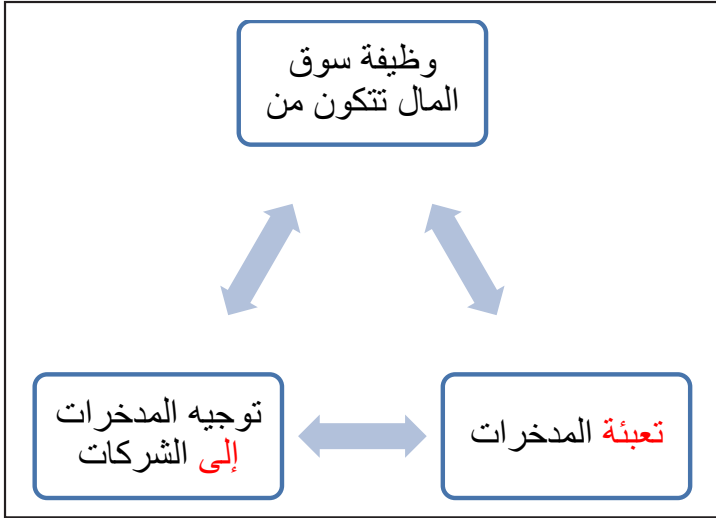 وظيفة سوق
المال تتكون من
تعبئة المدخرات
توجيه المدخرات
إلى الشركات